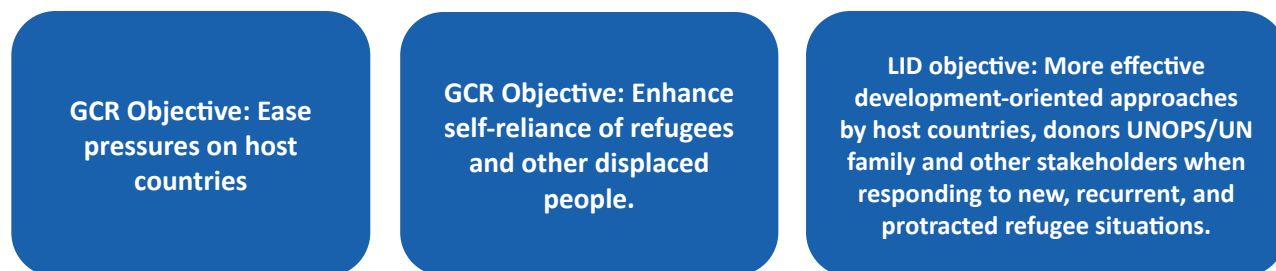 GCR Objective: Ease
pressures on host
countries
GCR Objective: Enhance
self-reliance of refugees
and other displaced
people.
LID objective: More effective
development-oriented approaches
by host countries, donors UNOPS/UN
family and other stakeholders when
responding to new, recurrent, and
protracted refugee situations.